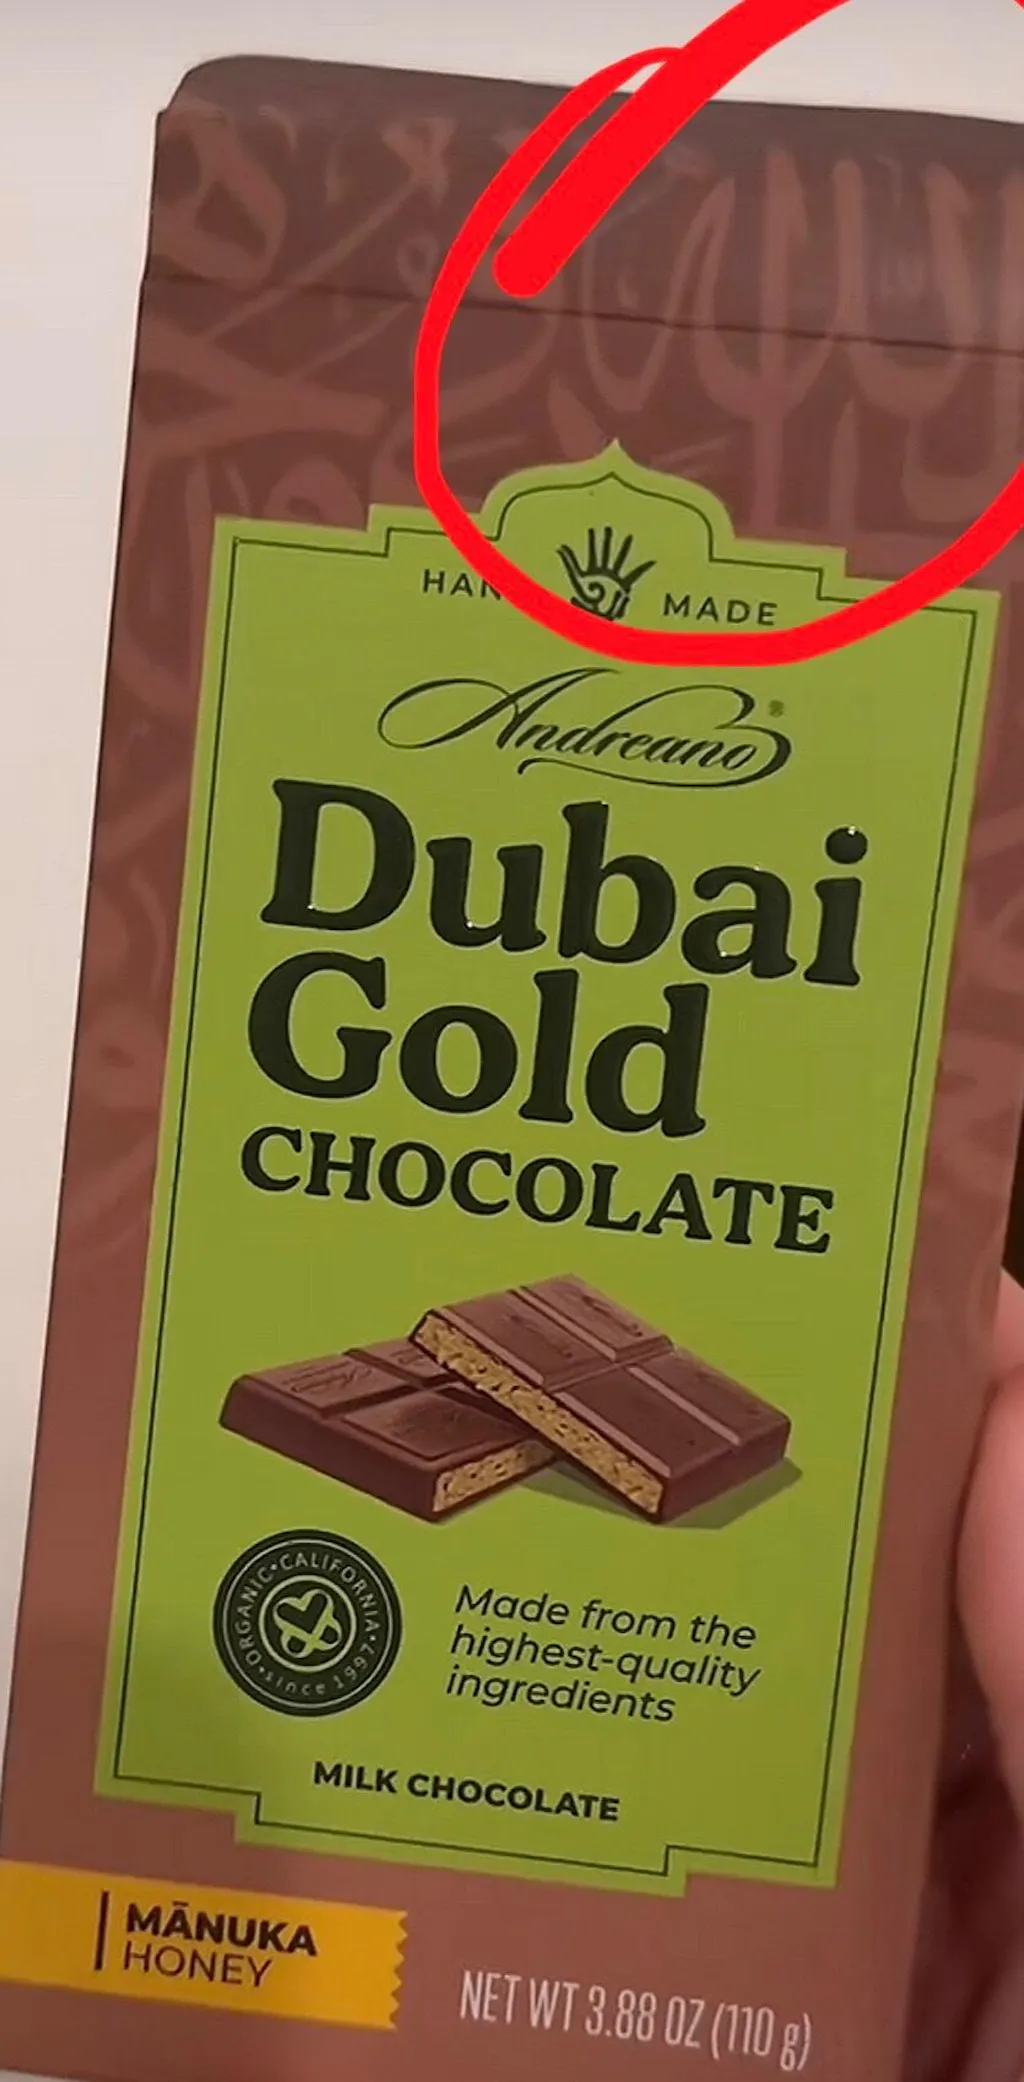 HAN MADE
Andreano®
Dubai
Gold
CHOCOLATE
ORGANIC • CALIFORNIA • since 1997 •
Made from the
highest-quality
ingredients
MILK CHOCOLATE
MĀNUKA
HONEY
NET WT 3.88 OZ (110 g)